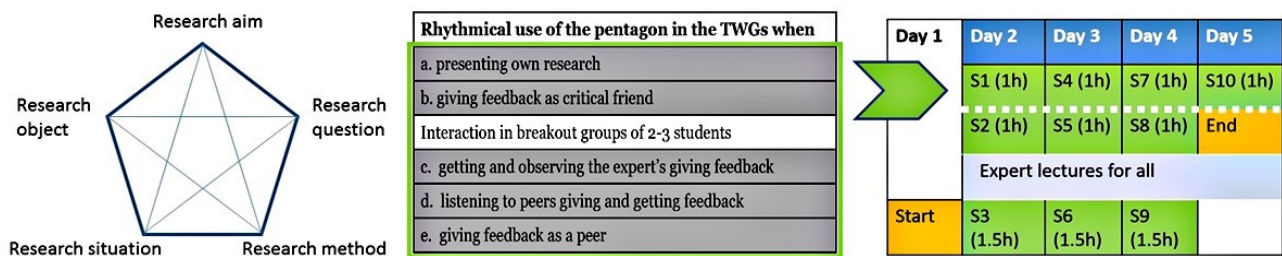 Research aim
Research
object
Research
question
Research situation
Research method
Rhythmical use of the pentagon in the TWGs when
a. presenting own research
b. giving feedback as critical friend
Interaction in breakout groups of 2-3 students
c. getting and observing the expert's giving feedback
d. listening to peers giving and getting feedback
e. giving feedback as a peer
Day 1 Day 2 Day 3 Day 4 Day 5
S1 (1h) S4 (1h) S7 (1h) S10 (1h)
S2 (1h) S5 (1h) S8 (1h) End
Expert lectures for all
Start S3 S6 S9
(1.5h) (1.5h) (1.5h)